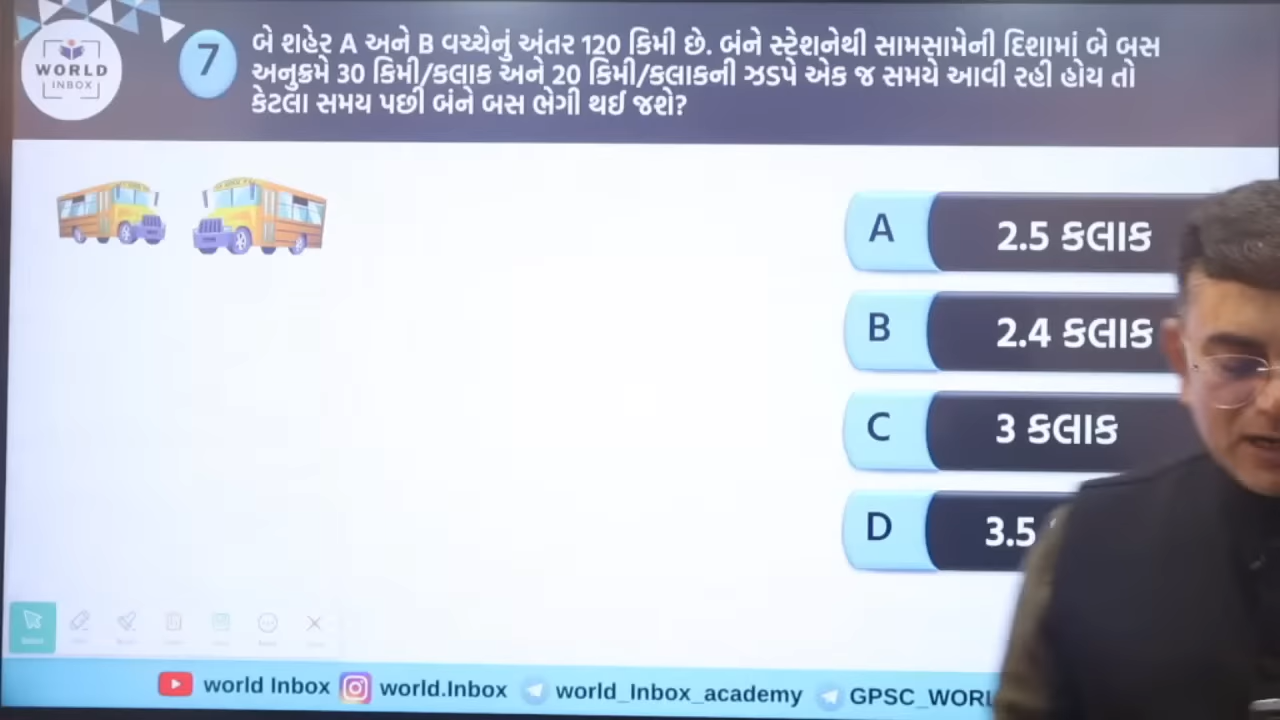 WORLD
INBOX
7
બે શહેર A અને B વચ્ચેનું અંતર 120 કિમી છે. બંને સ્ટેશનેથી સામસામેની દિશામાં બે બસ
અનુક્રમે 30 કિમી/કલાક અને 20 કિમી/કલાકની ઝડપે એક જ સમયે આવી રહી હોય તો
કેટલા સમય પછી બંને બસ ભેગી થઈ જશે?
A 2.5 કલાક
B 2.4 કલાક
C 3 કલાક
D 3.5
world Inbox world.Inbox world_Inbox_academy GPSC_WORL